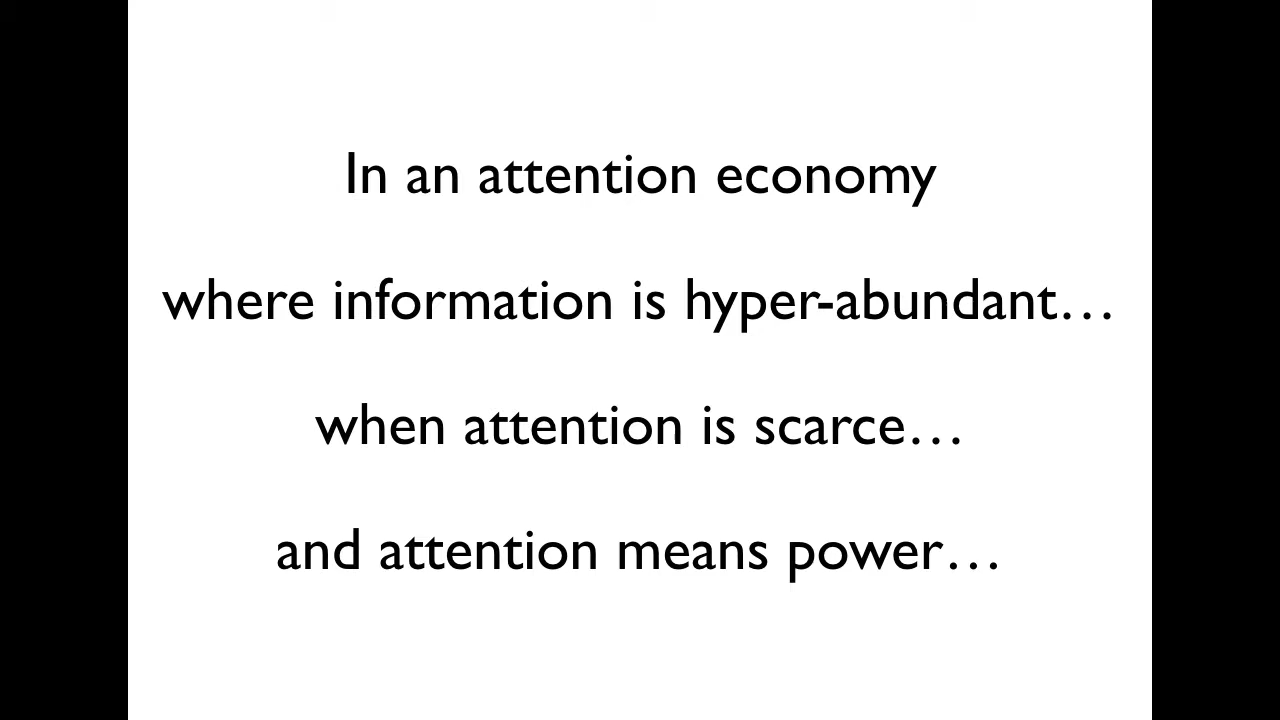 In an attention economy
where information is hyper-abundant…
when attention is scarce…
and attention means power…